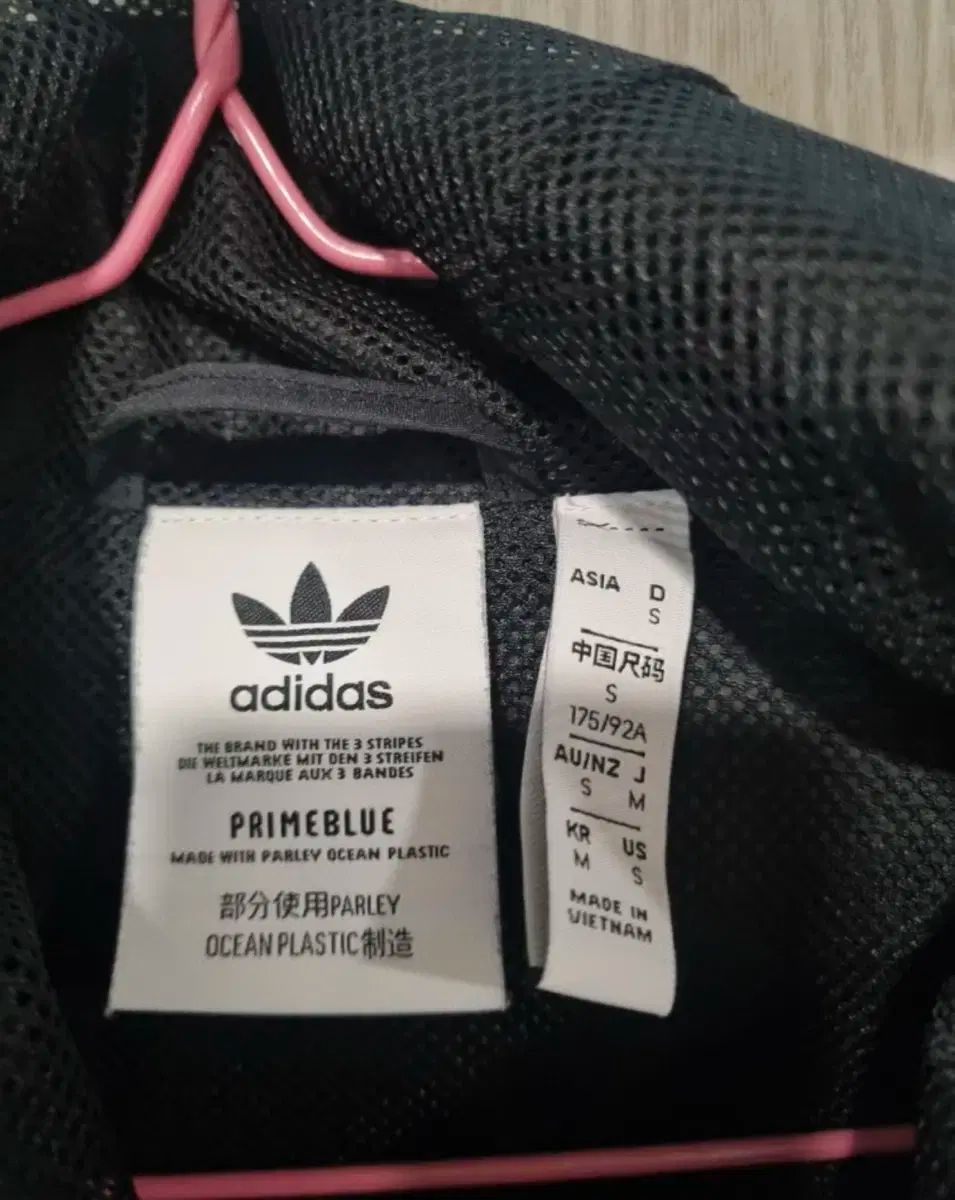 adidas
THE BRAND WITH THE 3 STRIPES
DIE WELTMARKE MIT DEN 3 STREIFEN
LA MARQUE AUX 3 BANDES
PRIMEBLUE
MADE WITH PARLEY OCEAN PLASTIC
部分使用PARLEY
OCEAN PLASTIC制造
ASIA D
S
中国尺码
S
175/92A
AU/NZ J
S M
KR US
M S
MADE IN
VIETNAM